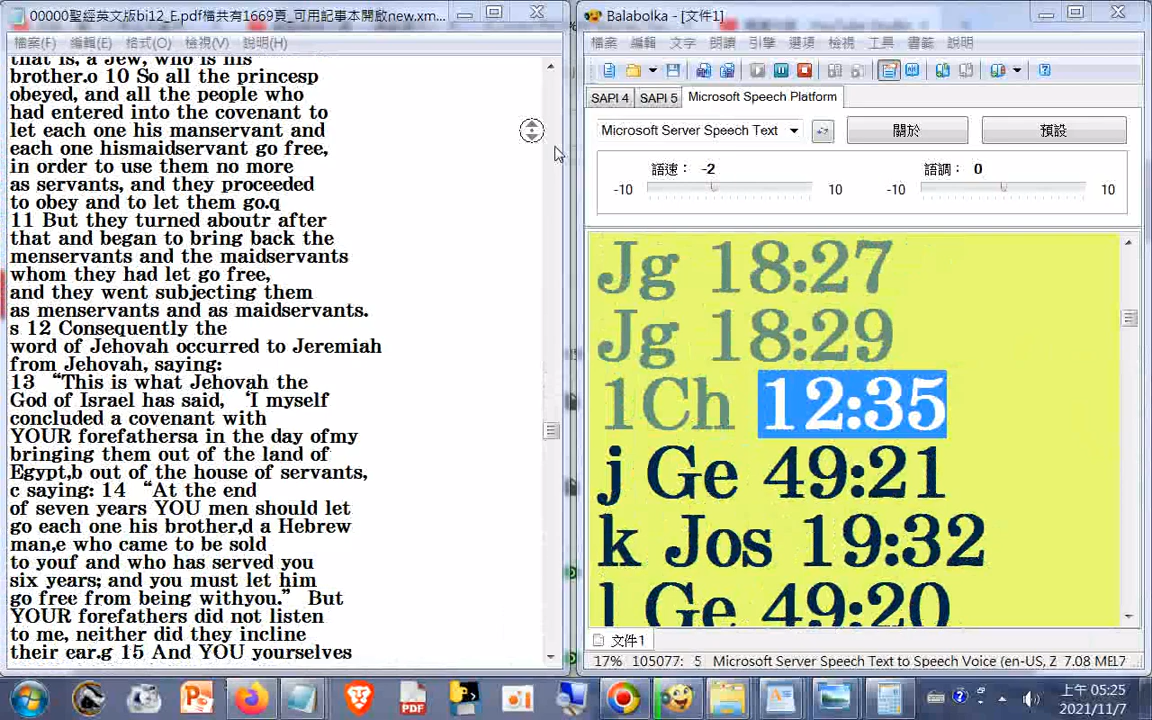 00000聖經英文版bi12_E.pdf檔共有1669頁_可用記事本開啟new.xm...
檔案(F) 編輯(E) 格式(O) 檢視(V) 說明(H)
that is, a Jew, who is his
brother.o 10 So all the princesp
obeyed, and all the people who
had entered into the covenant to
let each one his manservant and
each one hismaidservant go free,
in order to use them no more
as servants, and they proceeded
to obey and to let them go.q
11 But they turned aboutr after
that and began to bring back the
menservants and the maidservants
whom they had let go free,
and they went subjecting them
as menservants and as maidservants.
s 12 Consequently the
word of Jehovah occurred to Jeremiah
from Jehovah, saying:
13 “This is what Jehovah the
God of Israel has said, ‘I myself
concluded a covenant with
YOUR forefathersa in the day ofmy
bringing them out of the land of
Egypt,b out of the house of servants,
c saying: 14 “At the end
of seven years YOU men should let
go each one his brother,d a Hebrew
man,e who came to be sold
to youf and who has served you
six years; and you must let him
go free from being withyou.” But
YOUR forefathers did not listen
to me, neither did they incline
their ear.g 15 And YOU yourselves
Balabolka - [文件1]
檔案 編輯 文字 朗讀 引擎 選項 檢視 工具 書籤 說明
SAPI 4 SAPI 5 Microsoft Speech Platform
Microsoft Server Speech Text 關於 預設
語速： -2 語調： 0
-10 10 -10 10
Jg 18:27
Jg 18:29
1Ch 12:35
j Ge 49:21
k Jos 19:32
l Ge 49:20
文件1
17% 105077: 5 Microsoft Server Speech Text to Speech Voice (en-US, Z 7.08 ME
PDF
上午 05:25
2021/11/7